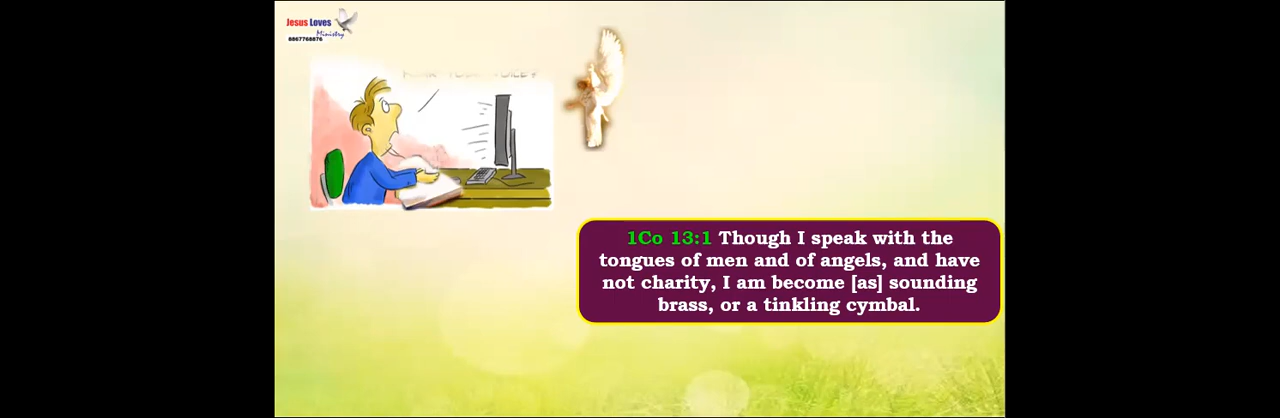 Jesus Loves
Ministry
8867768876
1Co 13:1 Though I speak with the
tongues of men and of angels, and have
not charity, I am become [as] sounding
brass, or a tinkling cymbal.